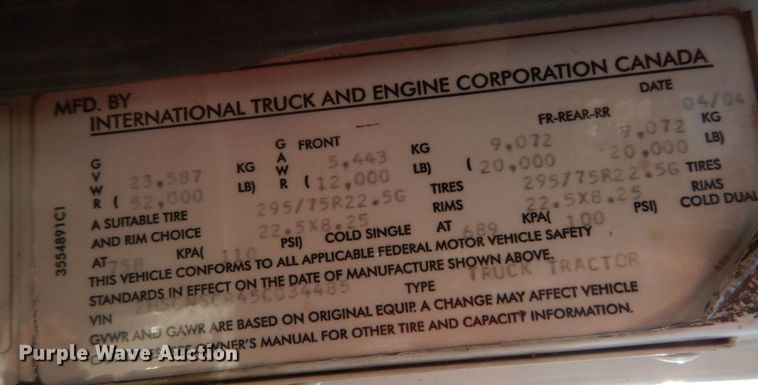 MFD. BY
INTERNATIONAL TRUCK AND ENGINE CORPORATION CANADA
DATE 04/04
GVWR 23,587 KG GAWR FRONT 5,443 KG FR-REAR-RR 9,072 9,072 KG
( 52,000 LB) ( 12,000 LB) ( 20,000 20,000 LB)
A SUITABLE TIRE 295/75R22.5G TIRES 295/75R22.5G TIRES
AND RIM CHOICE 22.5X8.25 RIMS 22.5X8.25 RIMS
AT 758 KPA( 110 PSI) COLD SINGLE AT 689 KPA( 100 PSI) COLD DUAL
THIS VEHICLE CONFORMS TO ALL APPLICABLE FEDERAL MOTOR VEHICLE SAFETY
STANDARDS IN EFFECT ON THE DATE OF MANUFACTURE SHOWN ABOVE.
VIN TYPE TRUCK TRACTOR
GVWR AND GAWR ARE BASED ON ORIGINAL EQUIP. A CHANGE MAY AFFECT VEHICLE
OWNER'S MANUAL FOR OTHER TIRE AND CAPACITY INFORMATION.
3554891C1
Purple Wave Auction